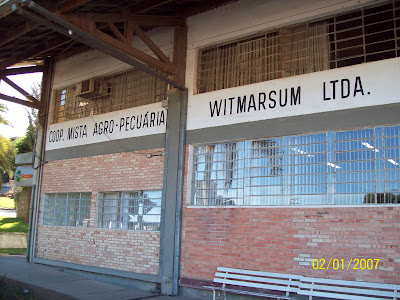 COOP. MISTA AGRO-PECUÁRIA
WITMARSUM LTDA.
02/01/2007